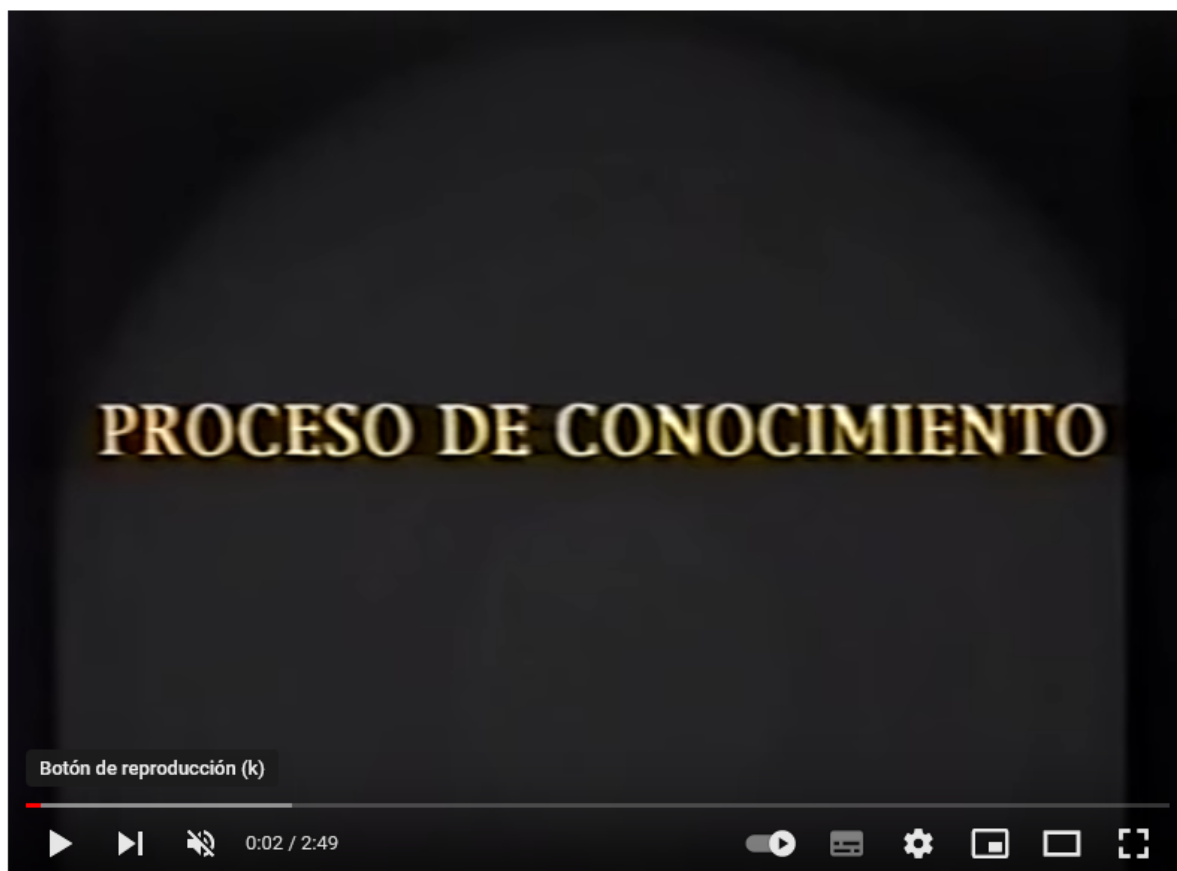 PROCESO DE CONOCIMIENTO
Botón de reproducción (k)
0:02 / 2:49